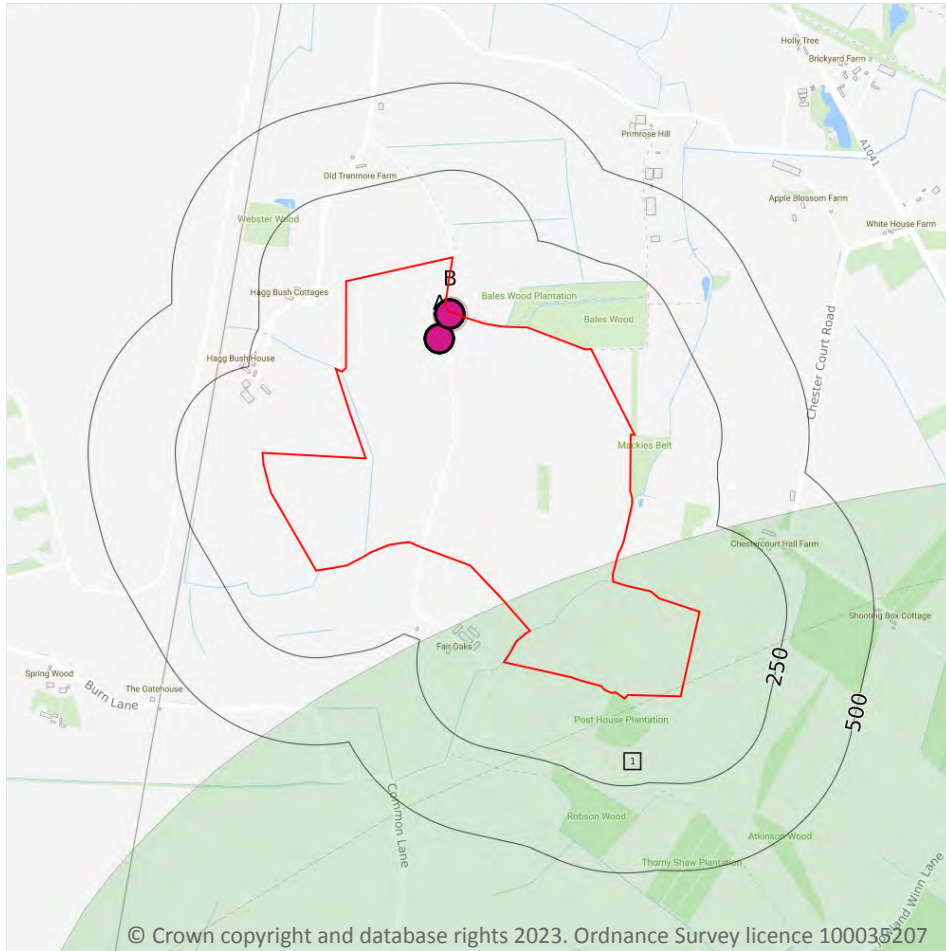 Holly Tree
Brickyard Farm
Primrose Hill
A1041
Old Tranmore Farm
Apple Blossom Farm
Webster Wood
White House Farm
B
Hagg Bush Cottages
A
Bales Wood Plantation
Bales Wood
Hagg Bush House
Chester Court Road
Mackies Belt
Chestercourt Hall Farm
Shooting Box Cottage
Fair Oaks
250
Spring Wood
Burn Lane
The Gatehouse
500
Post House Plantation
1
Common Lane
Robson Wood
Atkinson Wood
Thorny Shaw Plantation
and Winn Lane
© Crown copyright and database rights 2023. Ordnance Survey licence 100035207